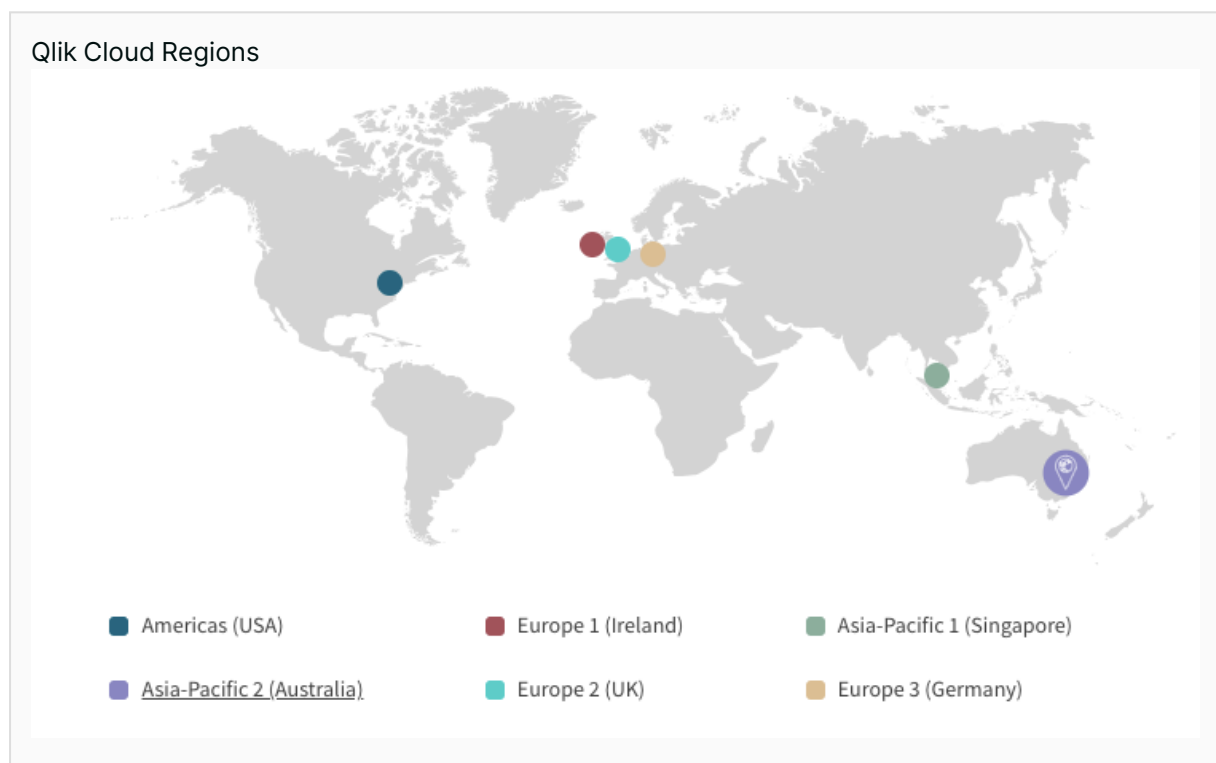 Qlik Cloud Regions
Americas (USA)
Europe 1 (Ireland)
Asia-Pacific 1 (Singapore)
Asia-Pacific 2 (Australia)
Europe 2 (UK)
Europe 3 (Germany)